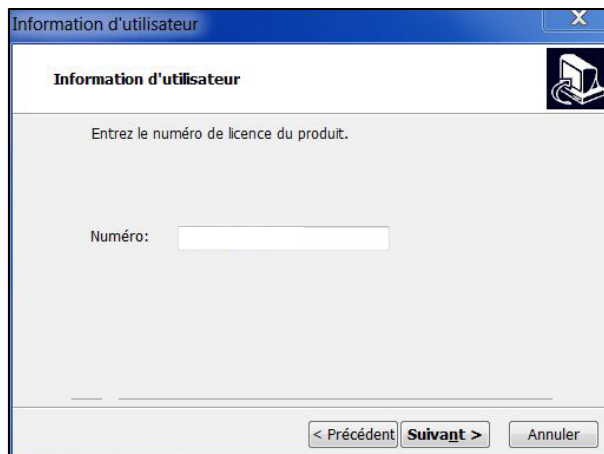 Information d'utilisateur
X
Information d'utilisateur
Entrez le numéro de licence du produit.
Numéro:
< Précédent Suivant > Annuler